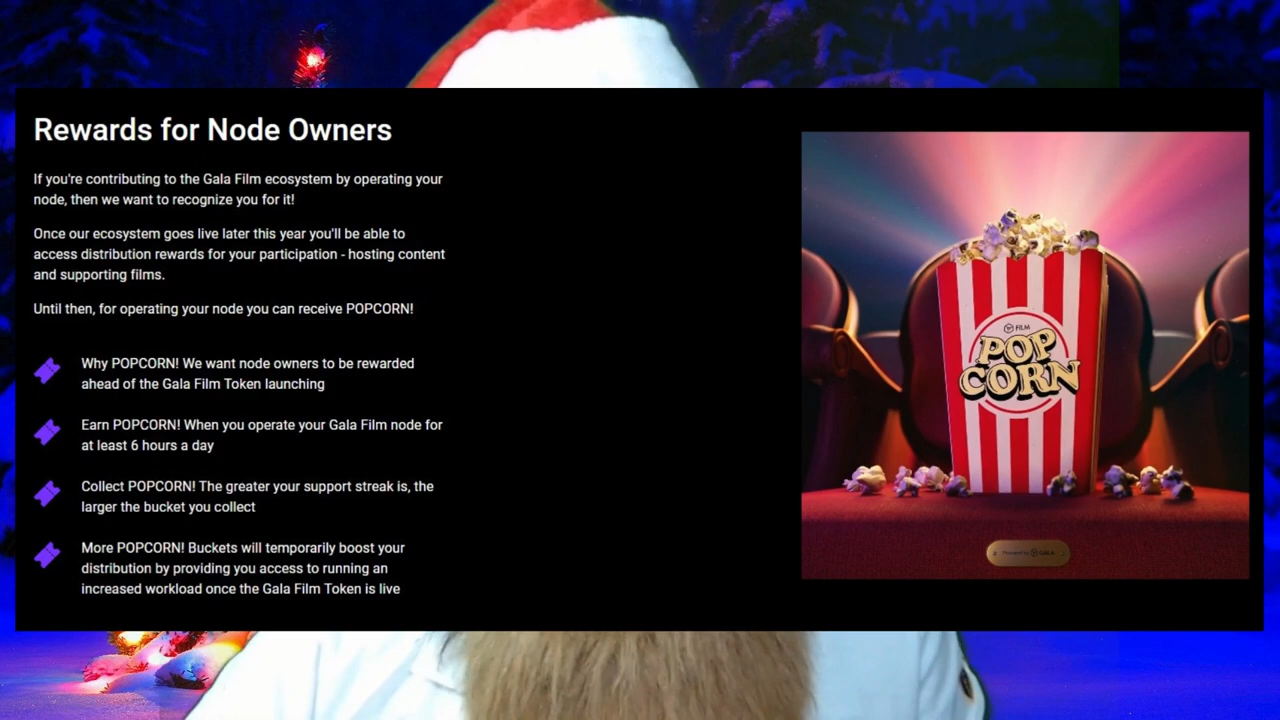 Rewards for Node Owners
If you're contributing to the Gala Film ecosystem by operating your
node, then we want to recognize you for it!
Once our ecosystem goes live later this year you'll be able to
access distribution rewards for your participation - hosting content
and supporting films.
Until then, for operating your node you can receive POPCORN!
Why POPCORN! We want node owners to be rewarded
ahead of the Gala Film Token launching
Earn POPCORN! When you operate your Gala Film node for
at least 6 hours a day
Collect POPCORN! The greater your support streak is, the
larger the bucket you collect
More POPCORN! Buckets will temporarily boost your
distribution by providing you access to running an
increased workload once the Gala Film Token is live
FILM
POP
CORN
Powered by GALA